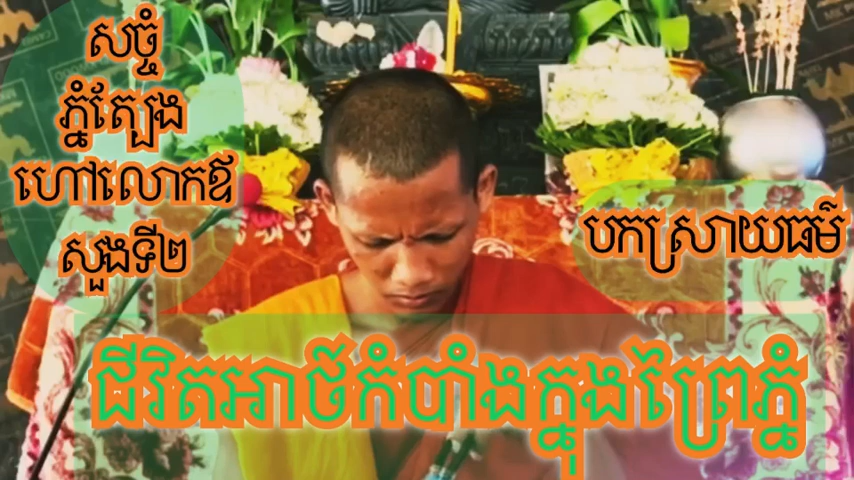 សច្ចំ
ភ្នំត្បែង
ហៅលោកឪ
សួងទី២
បកស្រាយធម៌
ជីវិតអាថ៌កំបាំងក្នុងព្រៃភ្នំ